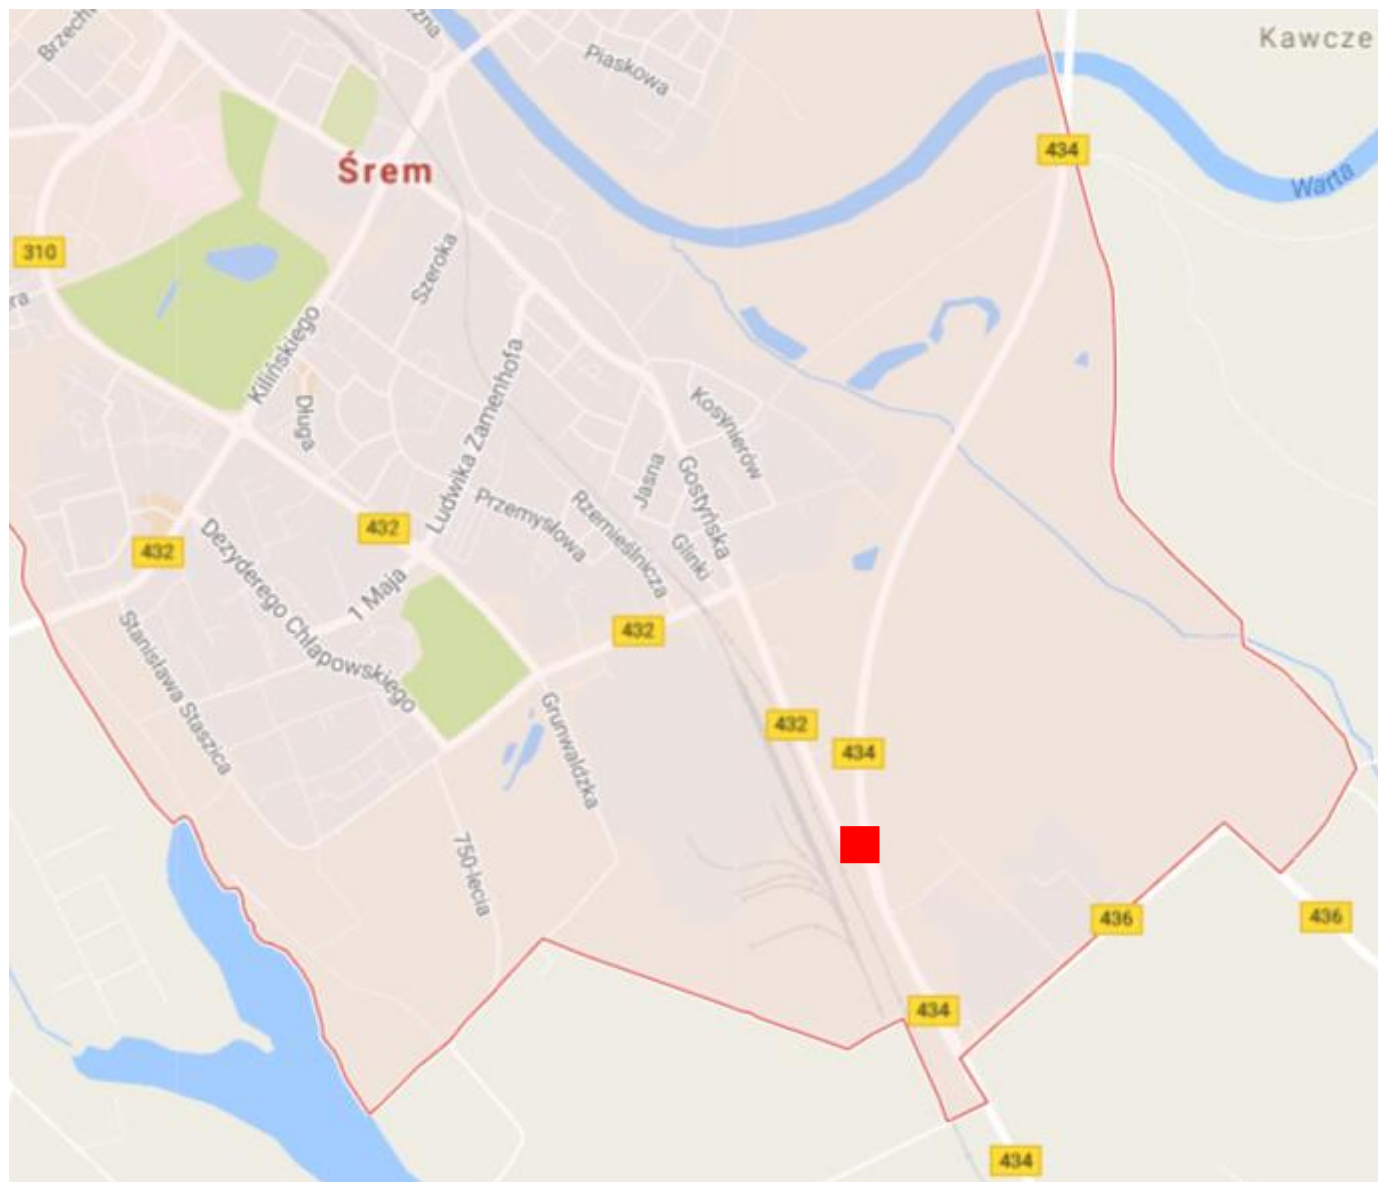 Kawcze
Piaskowa
434
Śrem
Warta
310
Szeroka
Kilińskiego
Ludwika Zamenhofa
Długa
Kosynierów
Jasna
Gostyńska
Przemysłowa
Rzemieślnicza
432
432
Glinki
Dezyderego Chłapowskiego
1 Maja
432
Stanisława Staszica
Grunwaldzka
432
434
750-lecia
436
436
434
434